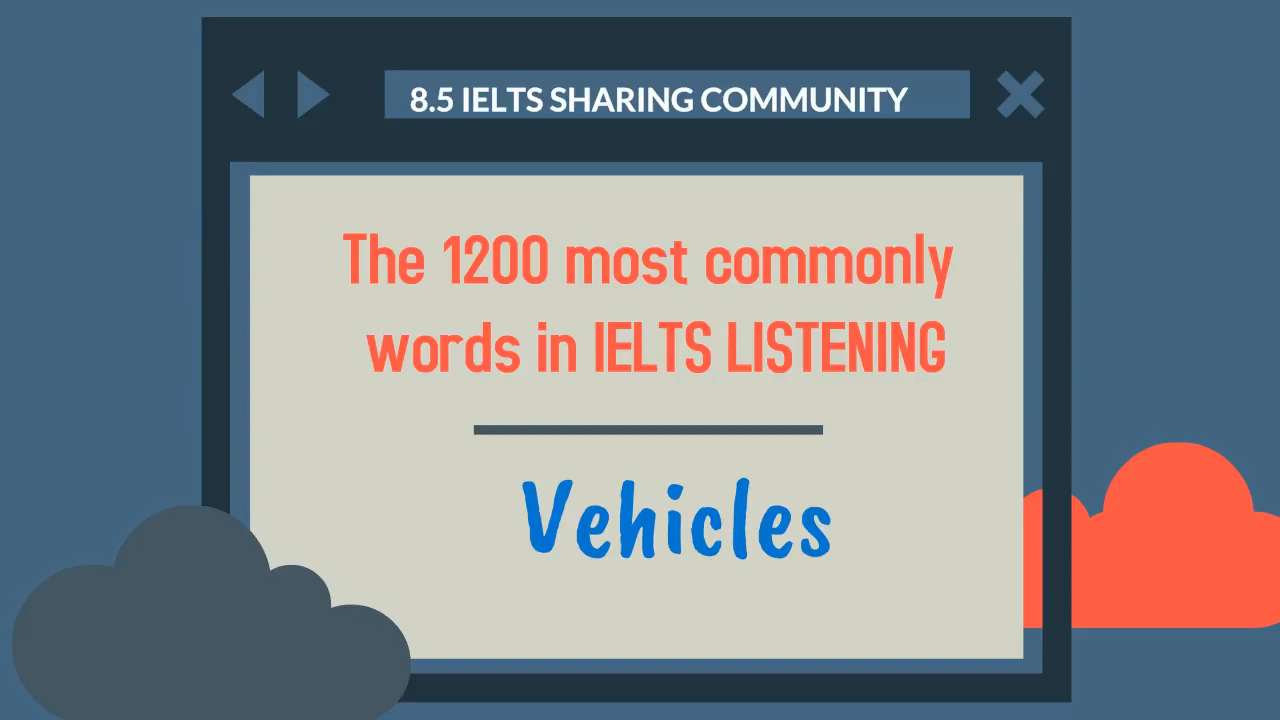 8.5 IELTS SHARING COMMUNITY
The 1200 most commonly
words in IELTS LISTENING
Vehicles